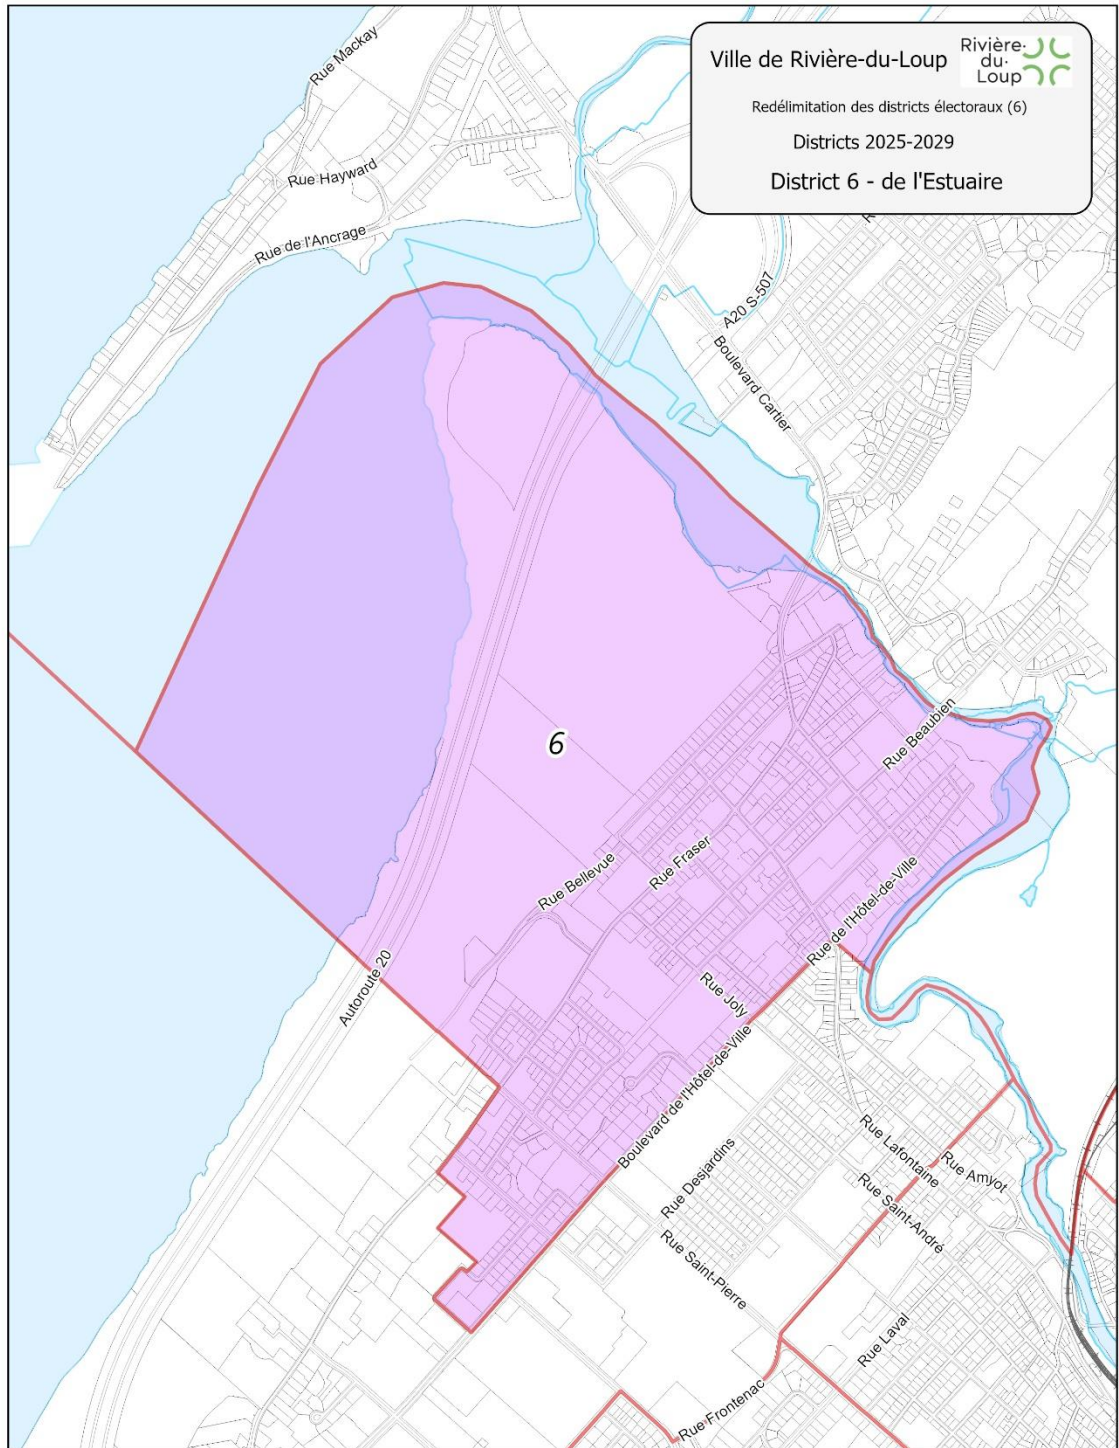 Ville de Rivière-du-Loup
Rivière·
du·
Loup
Redélimitation des districts électoraux (6)
Districts 2025-2029
District 6 - de l'Estuaire
Rue Mackay
Rue Hayward
Rue de l'Ancrage
A20 S-507
Boulevard Cartier
6
Rue Beaubien
Rue Fraser
Rue Bellevue
Rue de l'Hôtel-de-Ville
Autoroute 20
Rue Joly
Boulevard de l'Hôtel-de-Ville
Rue Desjardins
Rue Lafontaine
Rue Amyot
Rue Saint-André
Rue Saint-Pierre
Rue Laval
Rue Frontenac